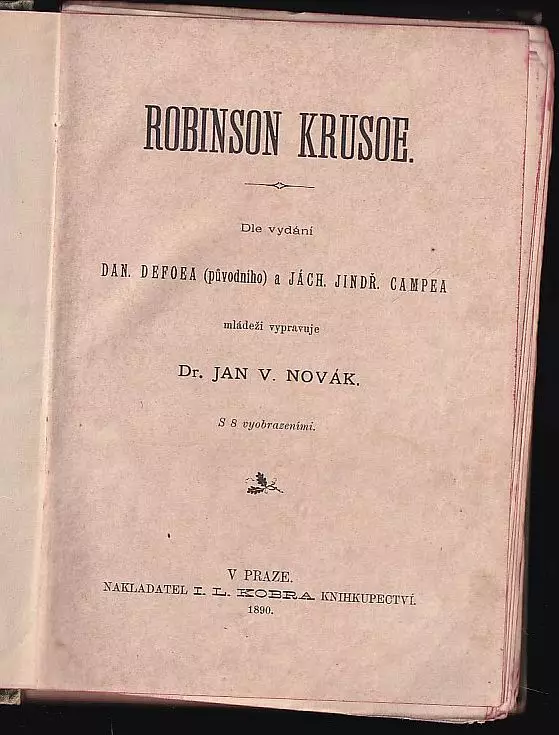 ROBINSON KRUSOE.
Dle vydání
DAN. DEFOEA (původního) a JÁCH. JINDŘ. CAMPEA
mládeži vypravuje
Dr. JAN V. NOVÁK.
S 8 vyobrazeními.
V PRAZE.
NAKLADATEL I. L. KOBRA KNIHKUPECTVÍ.
1890.